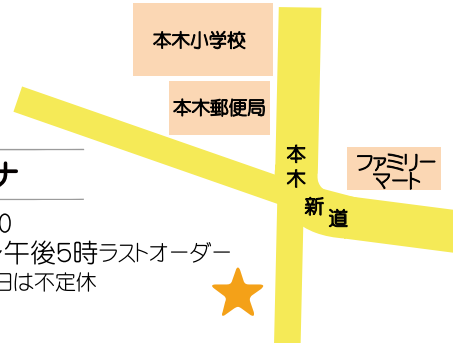 本木小学校
本木郵便局
本木新道
ファミリー
マート
ナ
0
午後5時ラストオーダー
日は不定休